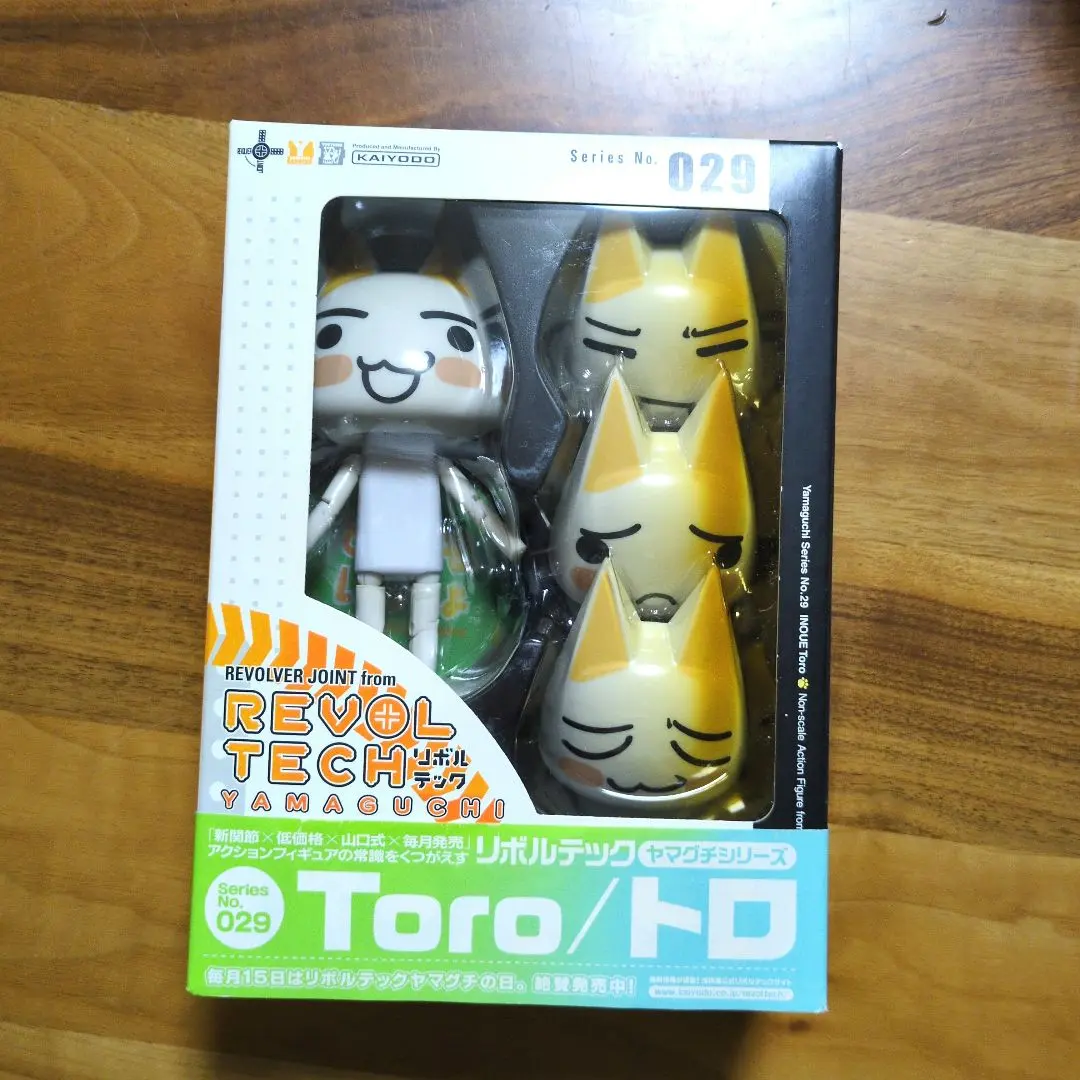 Produced and Manufactured By
KAIYODO
Series No. 029
Yamaguchi Series No.29 INOUE Toro Non-scale Action Figure from
REVOLVER JOINT from
REVOL
TECH リボル
テック
YAMAGUCHI
「新関節×低価格×山口式×毎月発売」
アクションフィギュアの常識をくつがえす
リボルテック ヤマグチシリーズ
Series
No.
029
Toro/トロ
毎月15日はリボルテックヤマグチの日。絶賛発売中!
www.kaiyodo.co.jp/revoltech